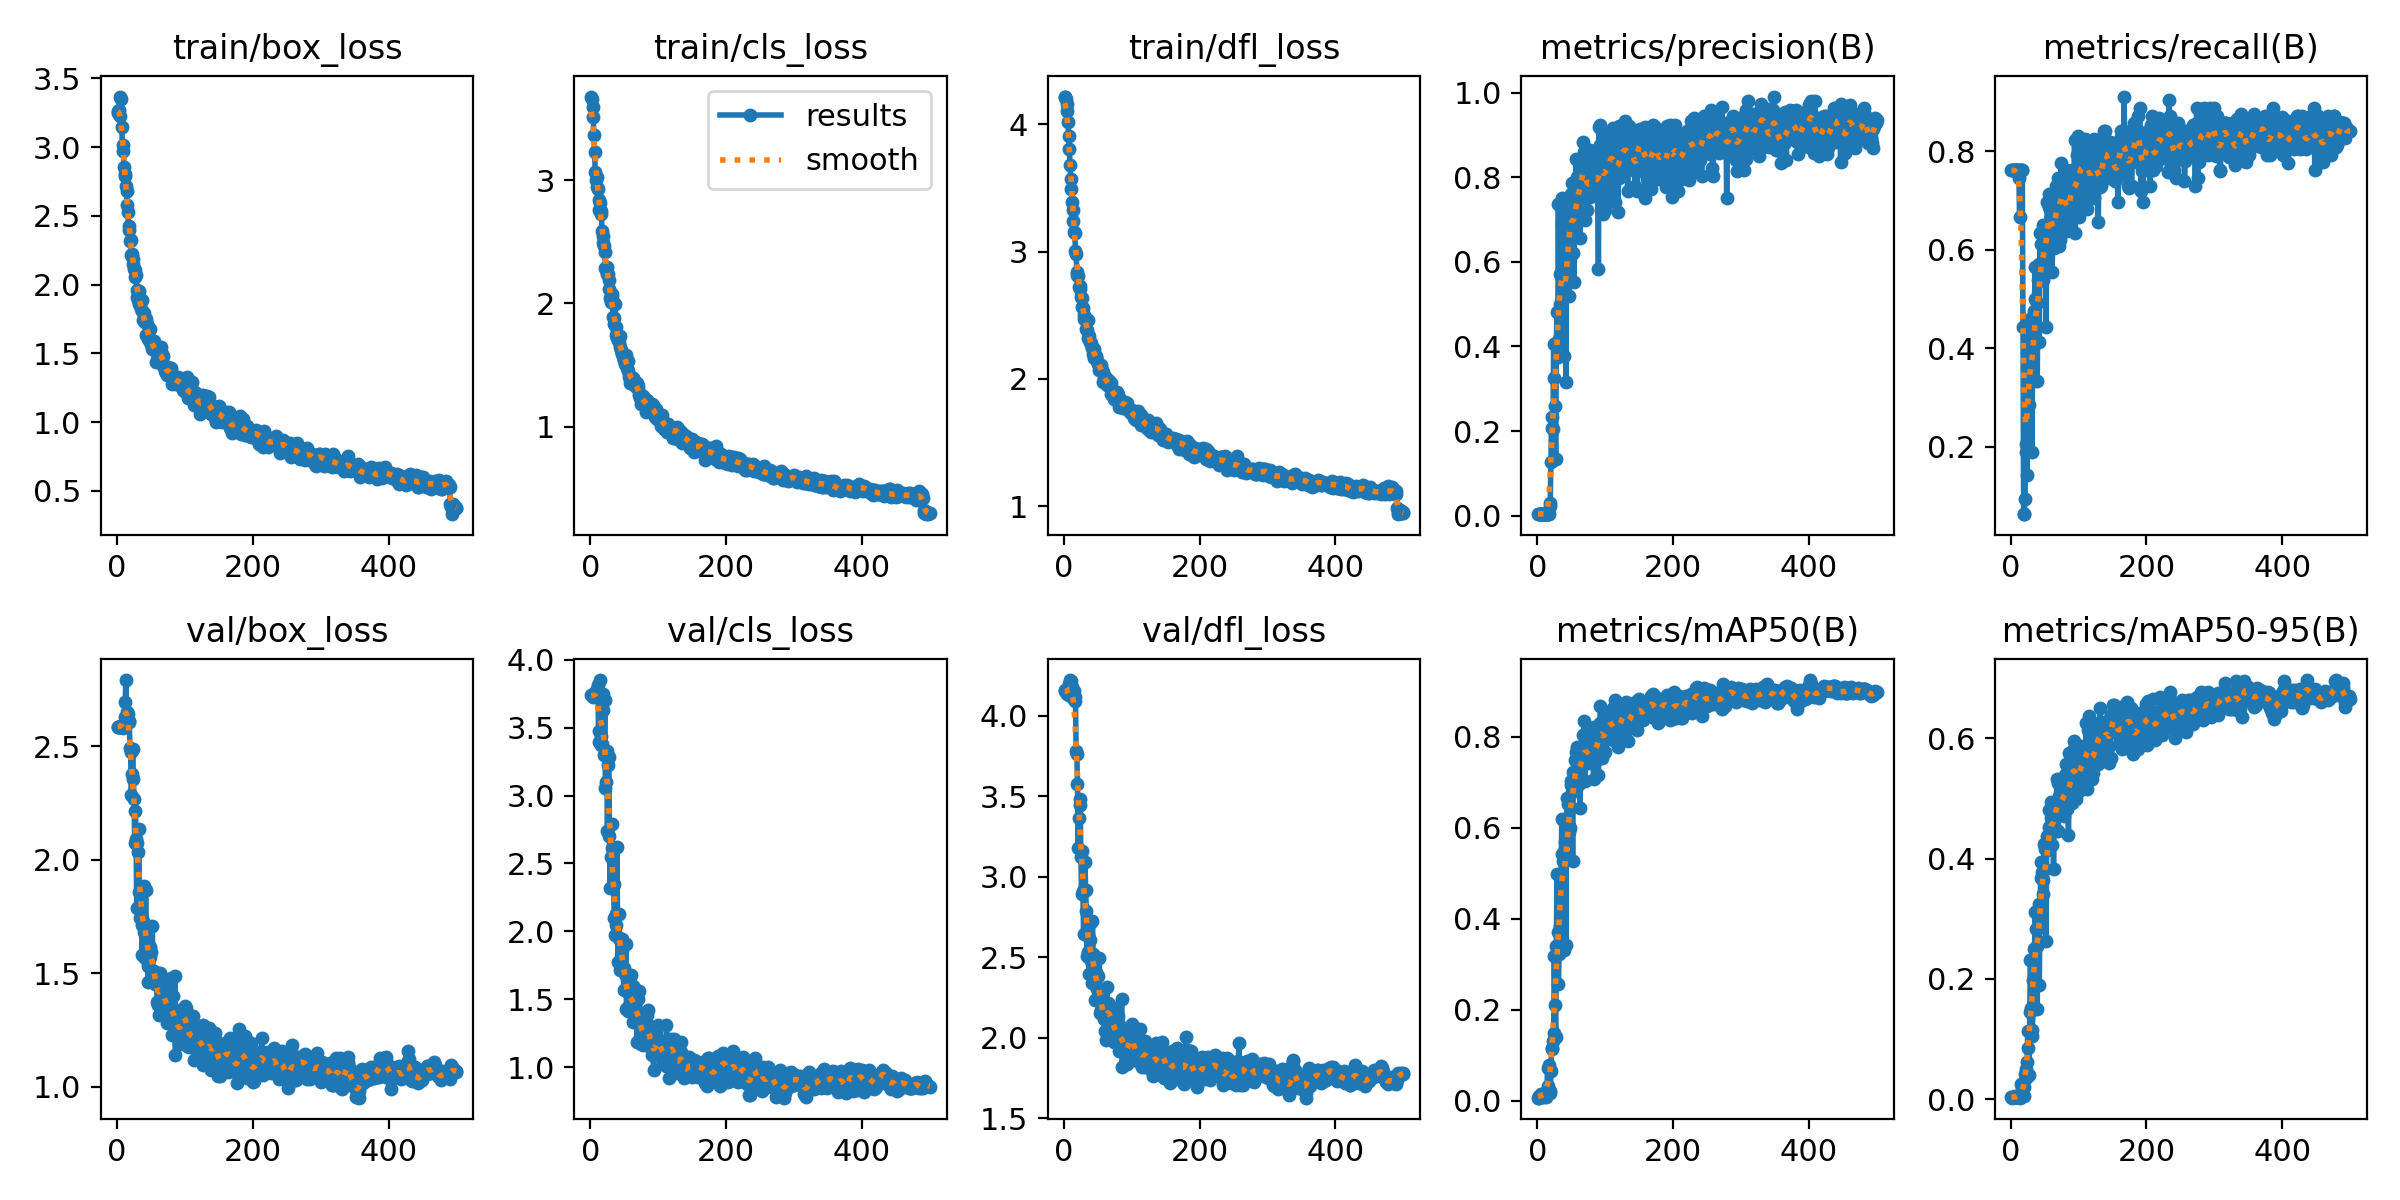 train/box_loss
3.5
3.0
2.5
2.0
1.5
1.0
0.5
0 200 400
train/cls_loss
results
smooth
3
2
1
0 200 400
train/dfl_loss
4
3
2
1
0 200 400
metrics/precision(B)
1.0
0.8
0.6
0.4
0.2
0.0
0 200 400
metrics/recall(B)
0.8
0.6
0.4
0.2
0 200 400
val/box_loss
2.5
2.0
1.5
1.0
0 200 400
val/cls_loss
4.0
3.5
3.0
2.5
2.0
1.5
1.0
0 200 400
val/dfl_loss
4.0
3.5
3.0
2.5
2.0
1.5
0 200 400
metrics/mAP50(B)
0.8
0.6
0.4
0.2
0.0
0 200 400
metrics/mAP50-95(B)
0.6
0.4
0.2
0.0
0 200 400